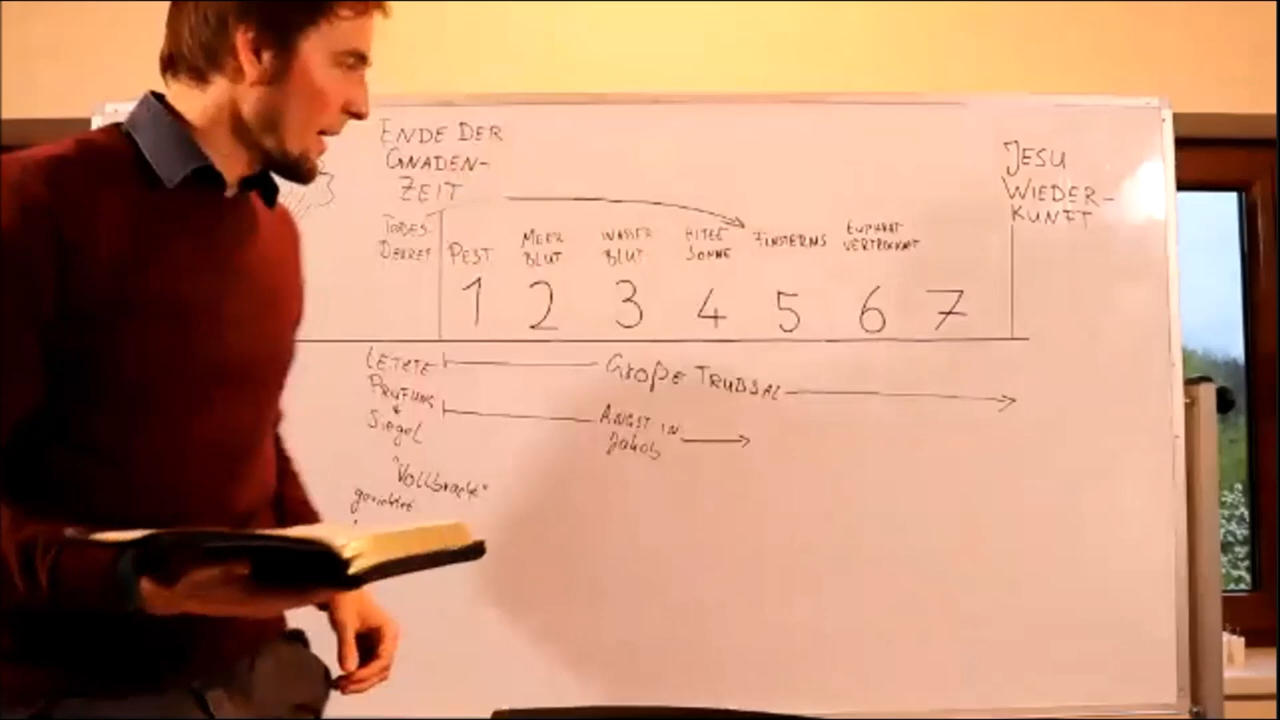 ENDE DER
GNADEN-
ZEIT
JESU
WIEDER-
KUNFT
TODES
DEKRET
PEST
MEER
BLUT
WASSER
BLUT
HITZE
SONNE
FINSTERNIS
EUPHRAT
VERTROCKNET
1 2 3 4 5 6 7
LETZTE
PRÜFUNG
Siegel
GROßE TRÜBSAL
ANGST IN
Jakob
"Vollbracht"